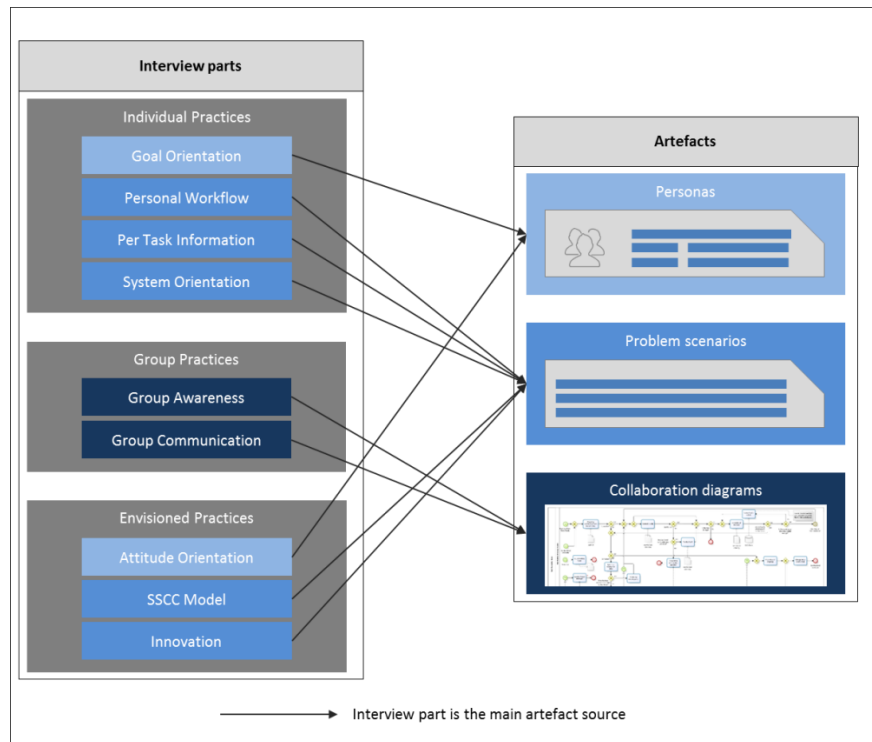 Interview parts
Individual Practices
Goal Orientation
Personal Workflow
Per Task Information
System Orientation
Group Practices
Group Awareness
Group Communication
Envisioned Practices
Attitude Orientation
SSCC Model
Innovation
Artefacts
Personas
Problem scenarios
Collaboration diagrams
Interview part is the main artefact source